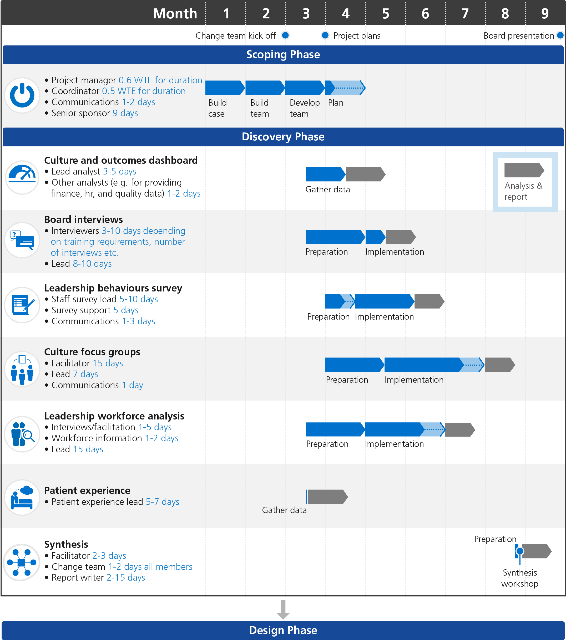 Month 1 2 3 4 5 6 7 8 9
Change team kick off
Project plans
Board presentation
Scoping Phase
• Project manager 0.6 WTE for duration
• Coordinator 0.5 WTE for duration
• Communications 1-2 days
• Senior sponsor 9 days
Build
case
Build
team
Develop
team
Plan
Discovery Phase
Culture and outcomes dashboard
• Lead analyst 3-5 days
• Other analysts (e.g. for providing
finance, hr, and quality data) 1-2 days
Gather data
Analysis &
report
Board interviews
• Interviewers 3-10 days depending
on training requirements, number
of interviews etc.
• Lead 8-10 days
Preparation
Implementation
Leadership behaviours survey
• Staff survey lead 5-10 days
• Survey support 5 days
• Communications 1-3 days
Preparation
Implementation
Culture focus groups
• Facilitator 15 days
• Lead 7 days
• Communications 1 day
Preparation
Implementation
Leadership workforce analysis
• Interviews/facilitation 1-5 days
• Workforce information 1-2 days
• Lead 15 days
Preparation
Implementation
Patient experience
• Patient experience lead 5-7 days
Gather data
Synthesis
• Facilitator 2-3 days
• Change team 1-2 days all members
• Report writer 2-15 days
Preparation
Synthesis
workshop
Design Phase